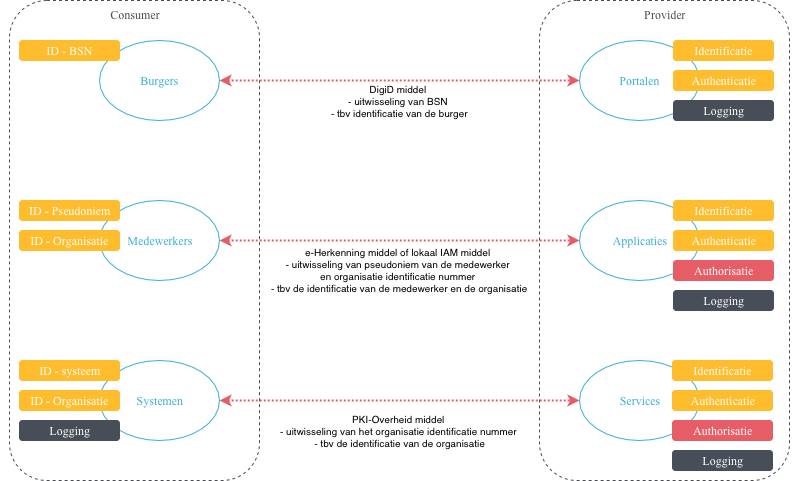 Consumer
Provider
ID - BSN
Burgers
DigiD middel
- uitwisseling van BSN
- tbv identificatie van de burger
Portalen
Identificatie
Authenticatie
Logging
ID - Pseudoniem
ID - Organisatie
Medewerkers
e-Herkenning middel of lokaal IAM middel
- uitwisseling van pseudoniem van de medewerker
en organisatie identificatie nummer
- tbv de identificatie van de medewerker en de organisatie
Applicaties
Identificatie
Authenticatie
Authorisatie
Logging
ID - systeem
ID - Organisatie
Logging
Systemen
PKI-Overheid middel
- uitwisseling van het organisatie identificatie nummer
- tbv de identificatie van de organisatie
Services
Identificatie
Authenticatie
Authorisatie
Logging